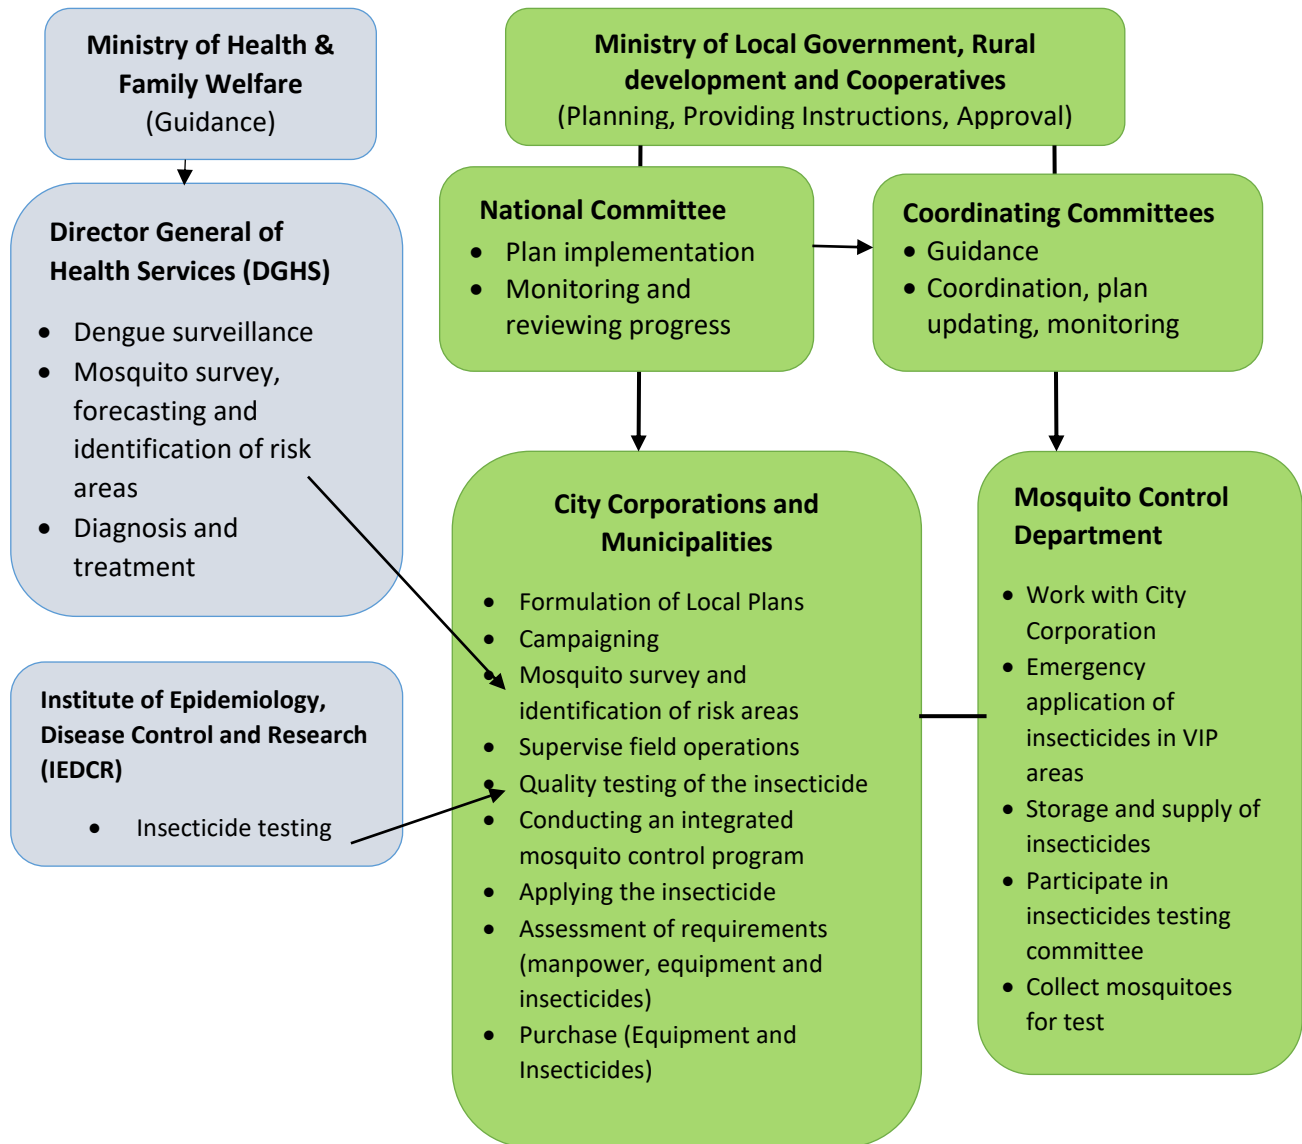 Ministry of Health &
Family Welfare
(Guidance)
Ministry of Local Government, Rural
development and Cooperatives
(Planning, Providing Instructions, Approval)
Director General of
Health Services (DGHS)
• Dengue surveillance
• Mosquito survey,
forecasting and
identification of risk
areas
• Diagnosis and
treatment
National Committee
• Plan implementation
• Monitoring and
reviewing progress
Coordinating Committees
• Guidance
• Coordination, plan
updating, monitoring
Institute of Epidemiology,
Disease Control and Research
(IEDCR)
• Insecticide testing
City Corporations and
Municipalities
• Formulation of Local Plans
• Campaigning
• Mosquito survey and
identification of risk areas
• Supervise field operations
• Quality testing of the insecticide
• Conducting an integrated
mosquito control program
• Applying the insecticide
• Assessment of requirements
(manpower, equipment and
insecticides)
• Purchase (Equipment and
Insecticides)
Mosquito Control
Department
• Work with City
Corporation
• Emergency
application of
insecticides in VIP
areas
• Storage and supply of
insecticides
• Participate in
insecticides testing
committee
• Collect mosquitoes
for test